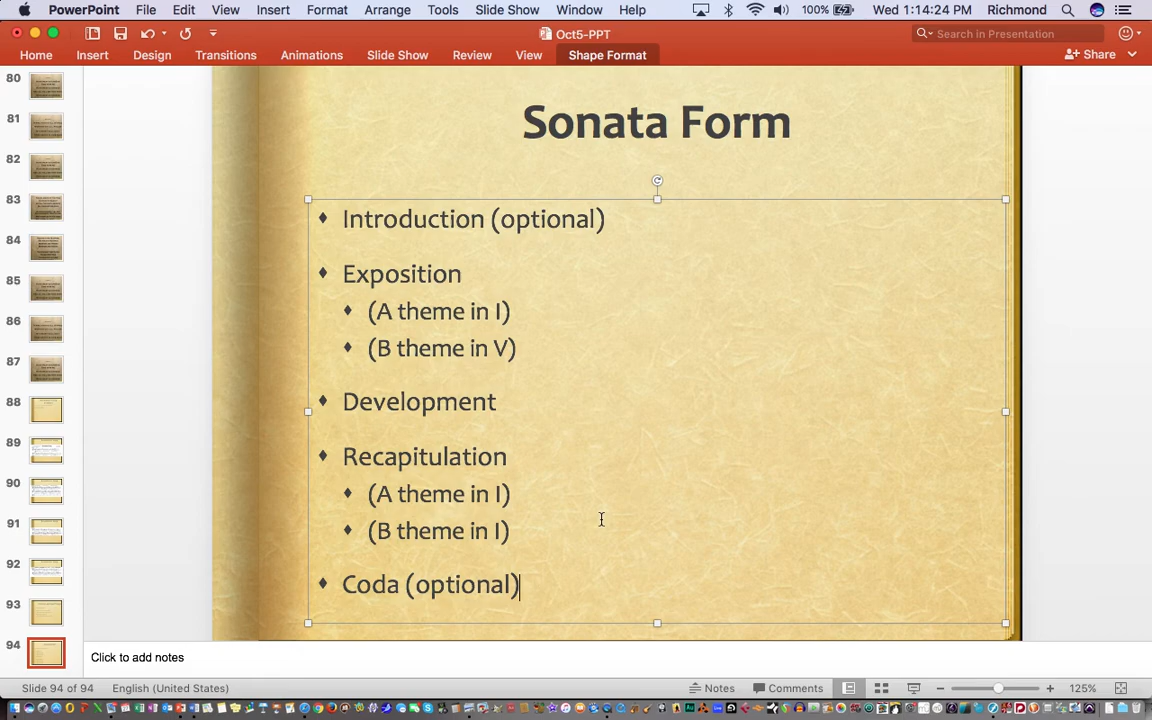 PowerPoint File Edit View Insert Format Arrange Tools Slide Show Window Help 100% Wed 1:14:24 PM Richmond
Oct5-PPT
Search in Presentation
Home Insert Design Transitions Animations Slide Show Review View Shape Format Share
80
81
82
83
84
85
86
87
88
89
90
91
92
93
94
Sonata Form
Introduction (optional)
Exposition
(A theme in I)
(B theme in V)
Development
Recapitulation
(A theme in I)
(B theme in I)
Coda (optional)
Click to add notes
Slide 94 of 94 English (United States) Notes Comments 125%